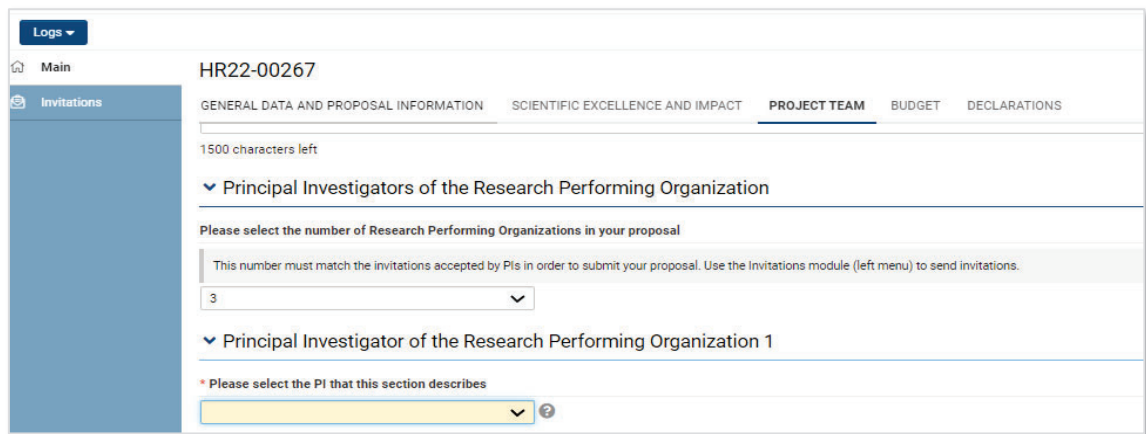 Logs
Main
Invitations
HR22-00267
GENERAL DATA AND PROPOSAL INFORMATION SCIENTIFIC EXCELLENCE AND IMPACT PROJECT TEAM BUDGET DECLARATIONS
1500 characters left
Principal Investigators of the Research Performing Organization
Please select the number of Research Performing Organizations in your proposal
This number must match the invitations accepted by PIs in order to submit your proposal. Use the Invitations module (left menu) to send invitations.
3
Principal Investigator of the Research Performing Organization 1
* Please select the PI that this section describes